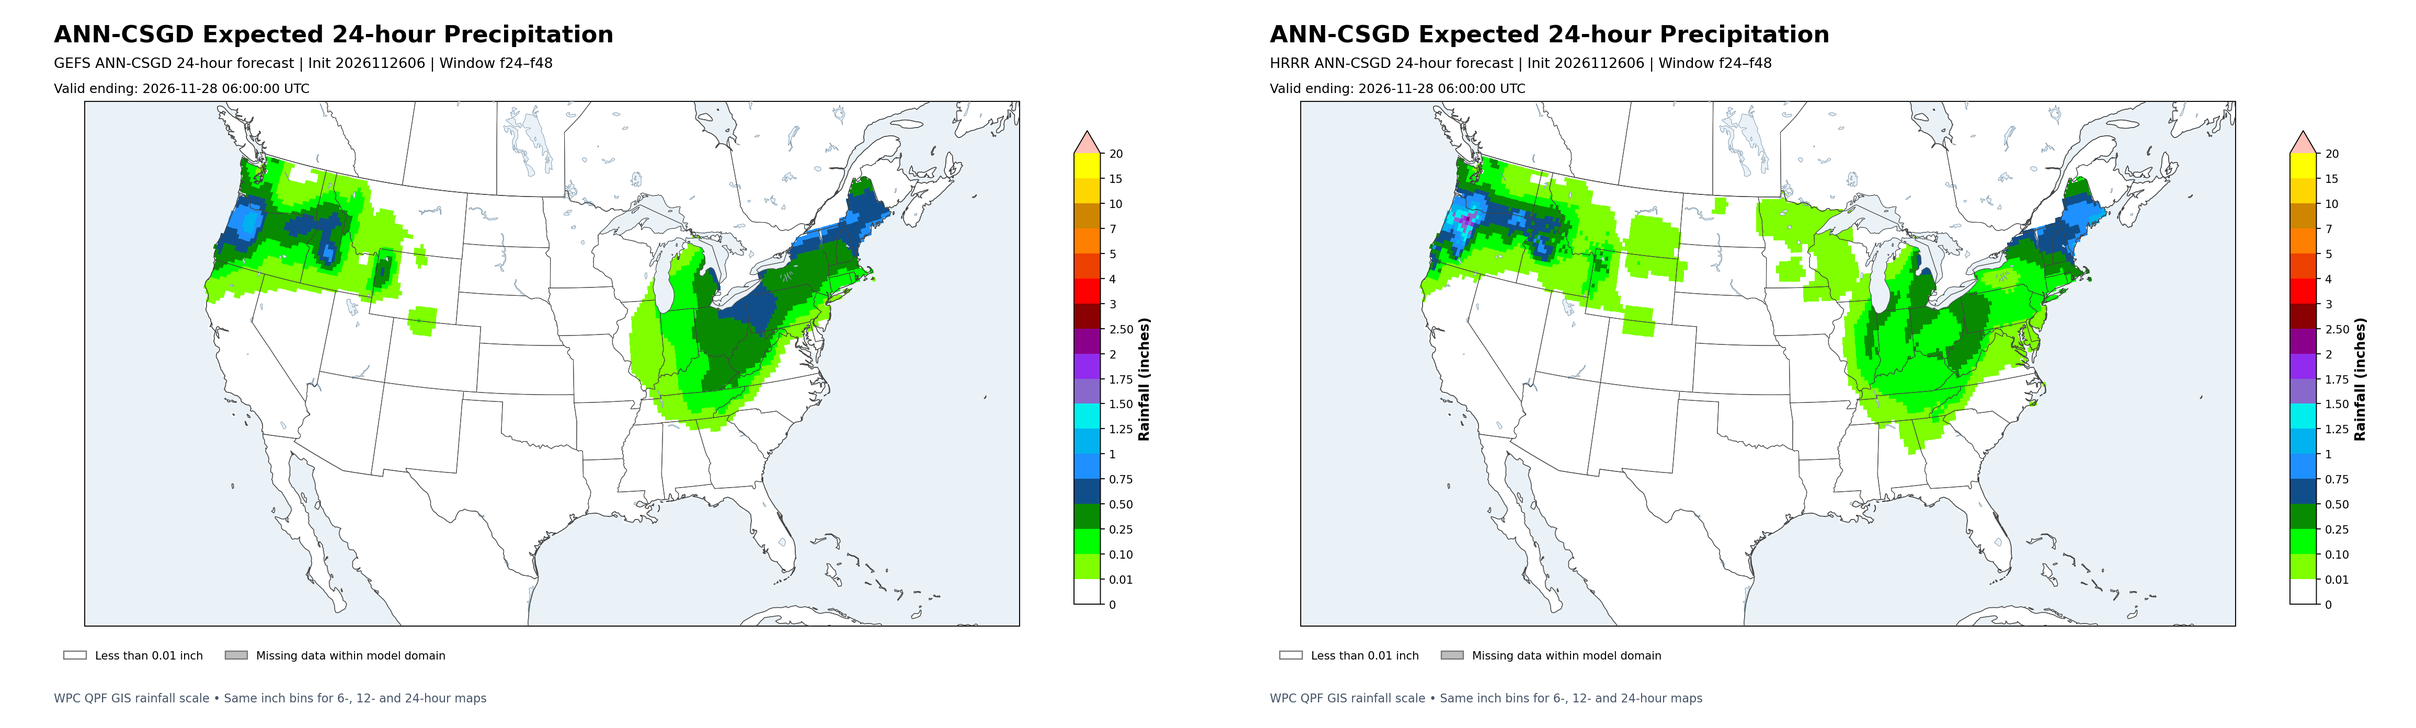 ANN-CSGD Expected 24-hour Precipitation
GEFS ANN-CSGD 24-hour forecast | Init 2026112606 | Window f24–f48
Valid ending: 2026-11-28 06:00:00 UTC
20
15
10
7
5
4
3
2.50
2
1.75
1.50
1.25
1
0.75
0.50
0.25
0.10
0.01
0
Rainfall (inches)
Less than 0.01 inch
Missing data within model domain
WPC QPF GIS rainfall scale • Same inch bins for 6-, 12- and 24-hour maps
ANN-CSGD Expected 24-hour Precipitation
HRRR ANN-CSGD 24-hour forecast | Init 2026112606 | Window f24–f48
Valid ending: 2026-11-28 06:00:00 UTC
20
15
10
7
5
4
3
2.50
2
1.75
1.50
1.25
1
0.75
0.50
0.25
0.10
0.01
0
Rainfall (inches)
Less than 0.01 inch
Missing data within model domain
WPC QPF GIS rainfall scale • Same inch bins for 6-, 12- and 24-hour maps